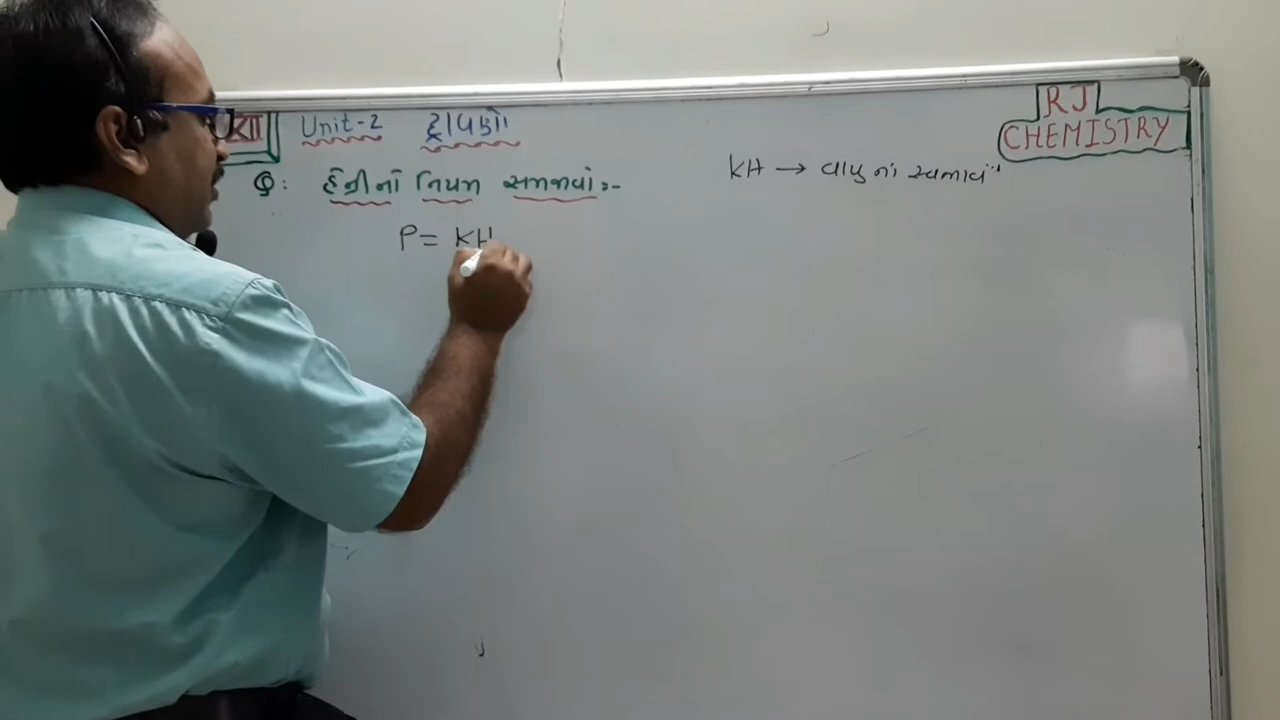 XII Unit-2 દ્રાવણો
RJ
CHEMISTRY
Q: હેન્રીનો નિયમ સમજાવો :-
KH → વાયુનો સ્વભાવ
P = KH